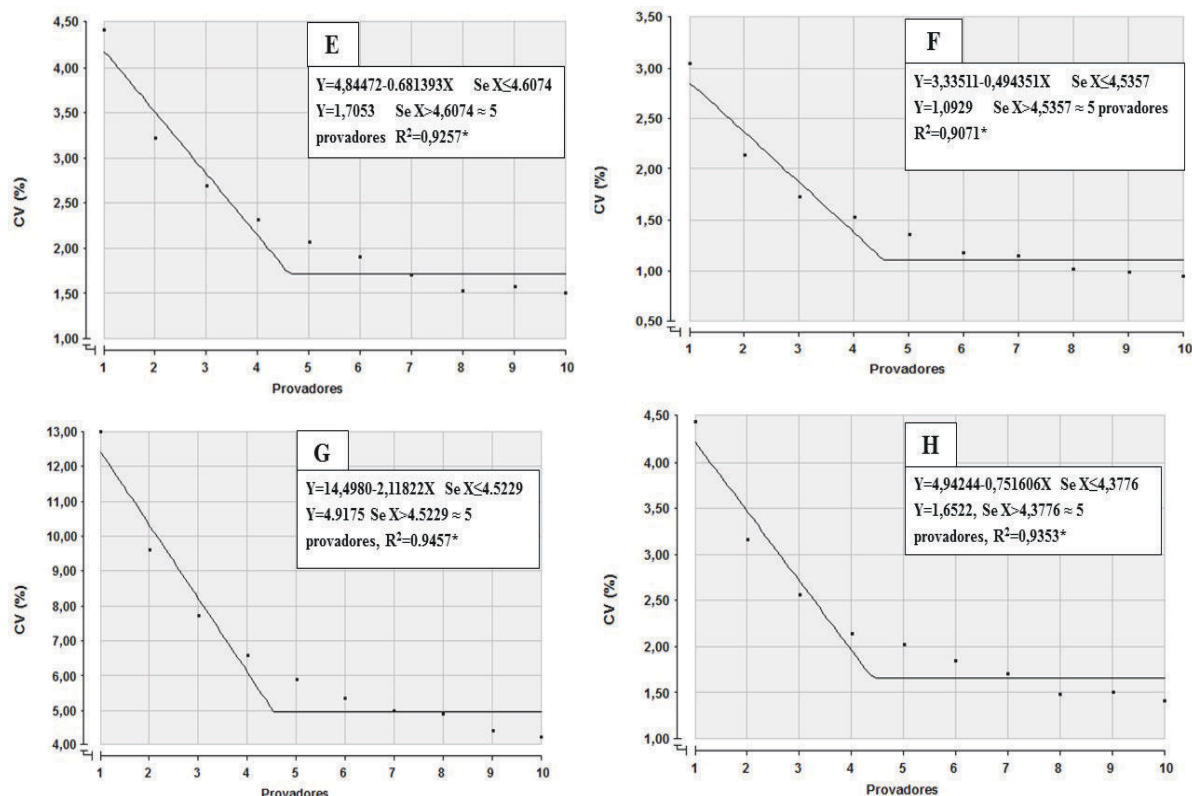 E
Y=4,84472-0.681393X Se X≤4.6074
Y=1,7053 Se X>4,6074 ≈ 5
provadores R²=0,9257*
4,50
4,00
3,50
3,00
2,50
2,00
1,50
1,00
CV (%)
1 2 3 4 5 6 7 8 9 10
Provadores
F
Y=3,33511-0,494351X Se X≤4,5357
Y=1,0929 Se X>4,5357 ≈ 5 provadores
R²=0,9071*
3,50
3,00
2,50
2,00
1,50
1,00
0,50
CV (%)
1 2 3 4 5 6 7 8 9 10
Provadores
G
Y=14,4980-2,11822X Se X≤4.5229
Y=4.9175 Se X>4.5229 ≈ 5
provadores, R²=0.9457*
13,00
12,00
11,00
10,00
9,00
8,00
7,00
6,00
5,00
4,00
CV (%)
1 2 3 4 5 6 7 8 9 10
Provadores
H
Y=4,94244-0,751606X Se X≤4,3776
Y=1,6522, Se X>4,3776 ≈ 5
provadores, R²=0,9353*
4,50
4,00
3,50
3,00
2,50
2,00
1,50
1,00
CV (%)
1 2 3 4 5 6 7 8 9 10
Provadores